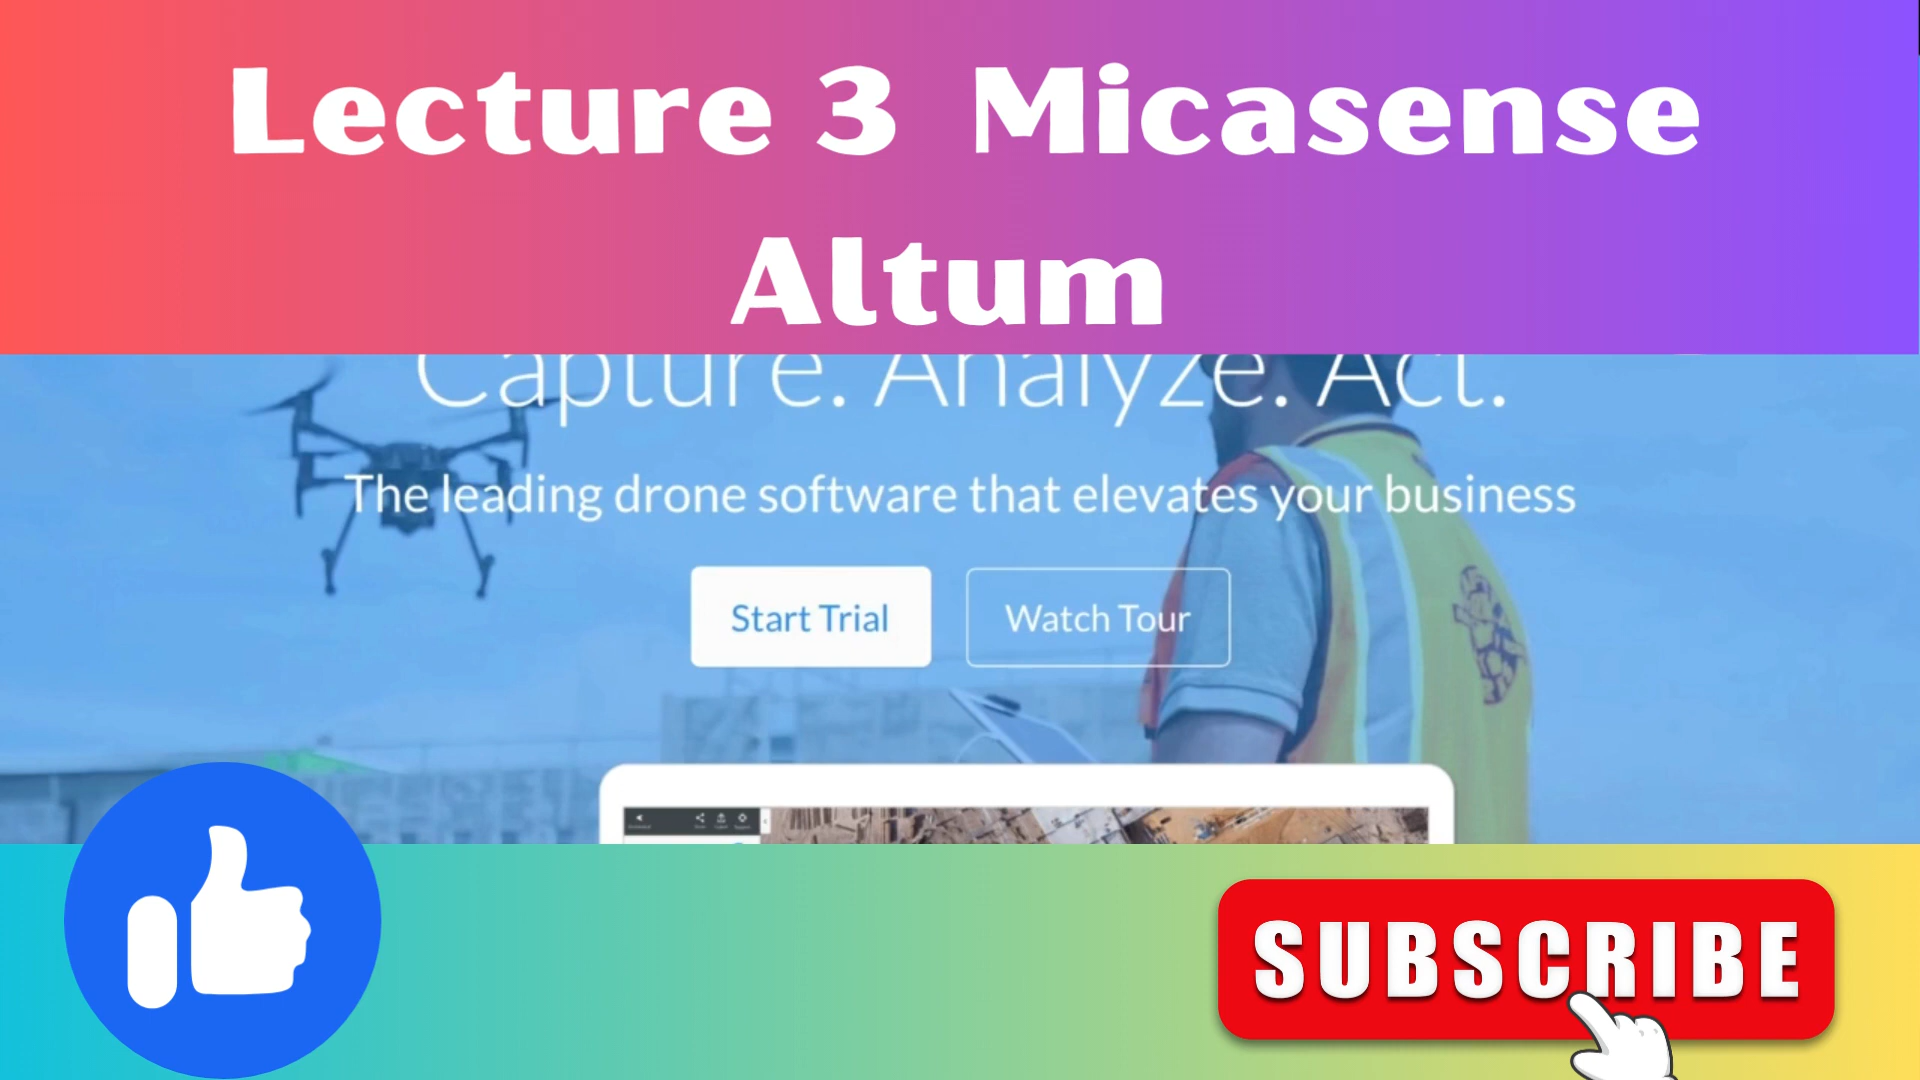 Lecture 3 Micasense
Altum
Capture. Analyze. Act.
The leading drone software that elevates your business
Start Trial
Watch Tour
SUBSCRIBE